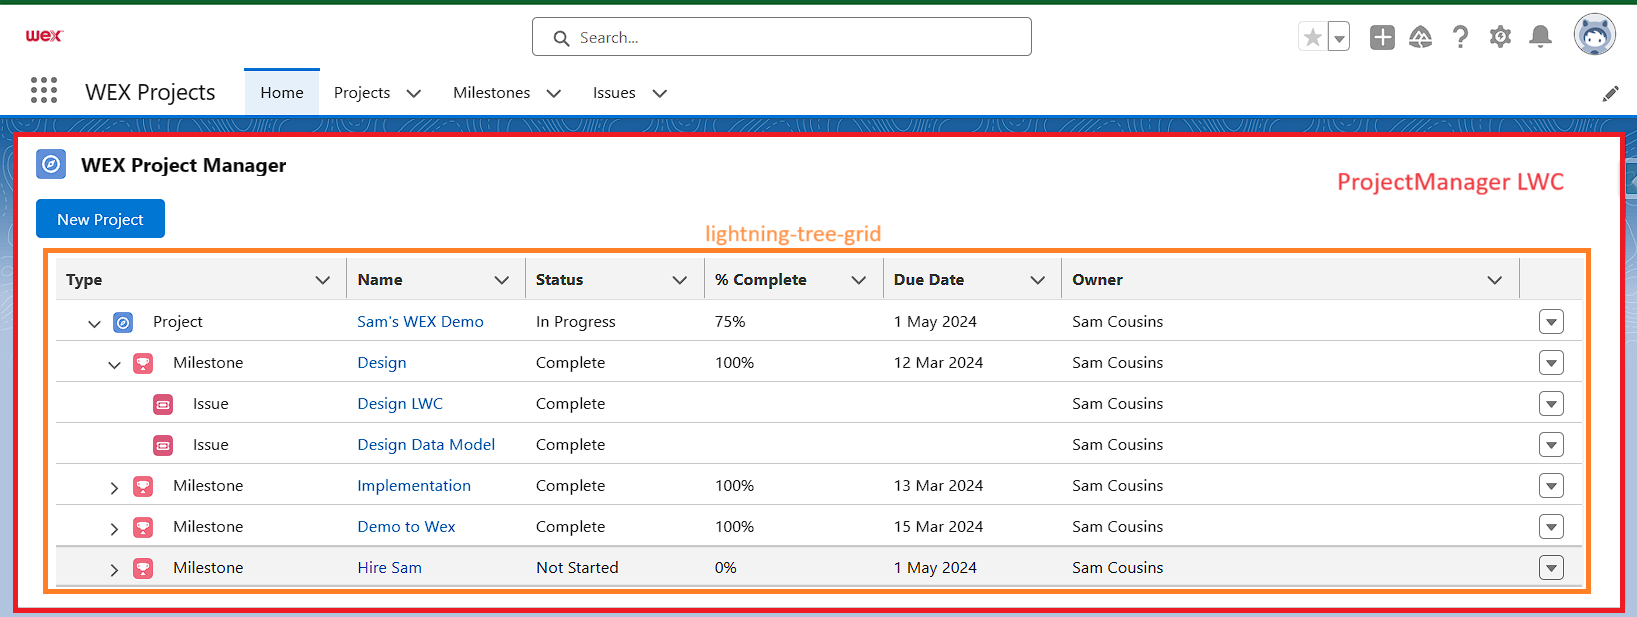 wex
Search...
WEX Projects Home Projects Milestones Issues
WEX Project Manager
ProjectManager LWC
New Project
lightning-tree-grid
Type Name Status % Complete Due Date Owner
Project Sam's WEX Demo In Progress 75% 1 May 2024 Sam Cousins
Milestone Design Complete 100% 12 Mar 2024 Sam Cousins
Issue Design LWC Complete Sam Cousins
Issue Design Data Model Complete Sam Cousins
Milestone Implementation Complete 100% 13 Mar 2024 Sam Cousins
Milestone Demo to Wex Complete 100% 15 Mar 2024 Sam Cousins
Milestone Hire Sam Not Started 0% 1 May 2024 Sam Cousins